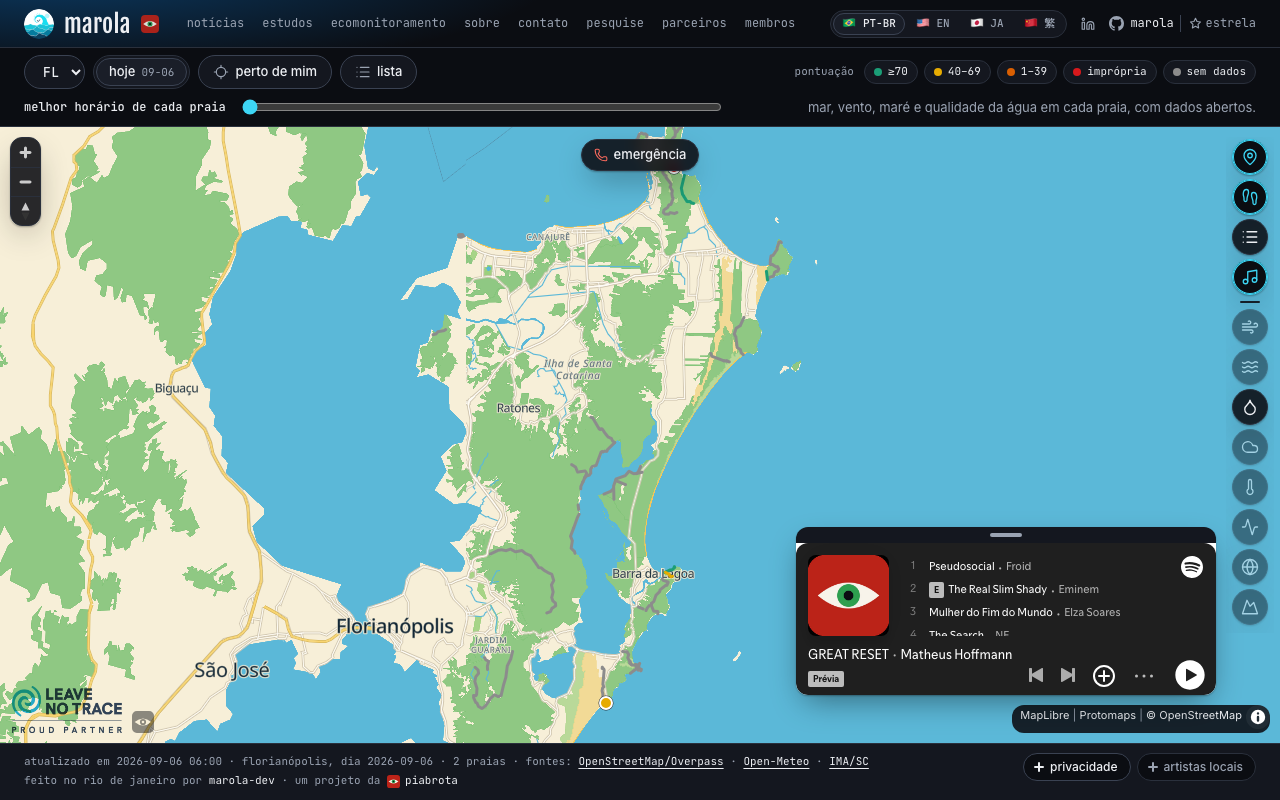 marola notícias estudos ecomonitoramento sobre contato pesquise parceiros membros PT-BR EN JA 繁 marola estrela
FL hoje 09-06 perto de mim lista pontuação ≥70 40–69 1–39 imprópria sem dados
melhor horário de cada praia mar, vento, maré e qualidade da água em cada praia, com dados abertos.
emergência
CANAJURÊ
Ilha de Santa
Catarina
Biguaçu
Ratones
Barra da Lagoa
Florianópolis
JARDIM
GUARANI
São José
1 Pseudosocial • Froid
2 E The Real Slim Shady • Eminem
3 Mulher do Fim do Mundo • Elza Soares
4 The Search NF
GREAT RESET · Matheus Hoffmann
Prévia
LEAVE
NO TRACE
PROUD PARTNER
MapLibre | Protomaps | © OpenStreetMap
atualizado em 2026-09-06 06:00 · florianópolis, dia 2026-09-06 · 2 praias · fontes: OpenStreetMap/Overpass · Open-Meteo · IMA/SC
feito no rio de janeiro por marola-dev · um projeto da piabrota
+ privacidade + artistas locais